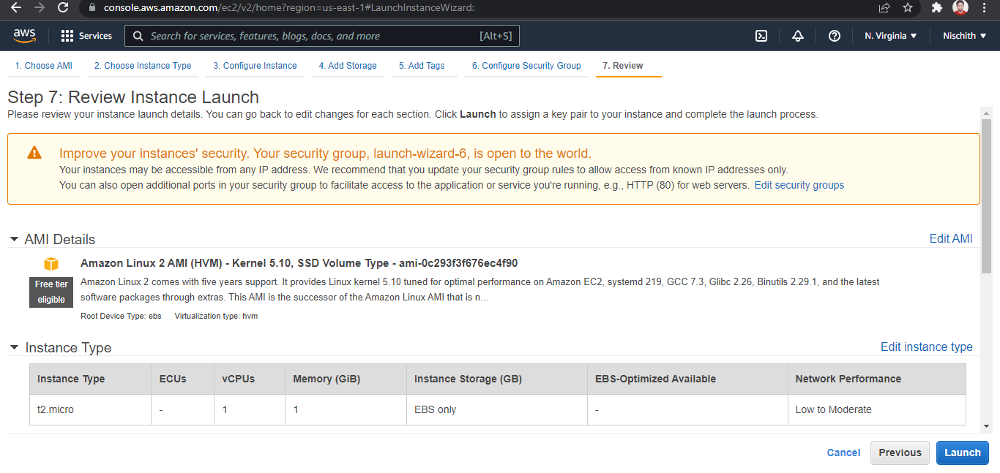 console.aws.amazon.com/ec2/v2/home?region=us-east-1#LaunchInstanceWizard:
aws Services Search for services, features, blogs, docs, and more [Alt+S] N. Virginia ▼ Nischith ▼
1. Choose AMI 2. Choose Instance Type 3. Configure Instance 4. Add Storage 5. Add Tags 6. Configure Security Group 7. Review
Step 7: Review Instance Launch
Please review your instance launch details. You can go back to edit changes for each section. Click Launch to assign a key pair to your instance and complete the launch process.
Improve your instances' security. Your security group, launch-wizard-6, is open to the world.
Your instances may be accessible from any IP address. We recommend that you update your security group rules to allow access from known IP addresses only.
You can also open additional ports in your security group to facilitate access to the application or service you're running, e.g., HTTP (80) for web servers. Edit security groups
AMI Details Edit AMI
Amazon Linux 2 AMI (HVM) - Kernel 5.10, SSD Volume Type - ami-0c293f3f676ec4f90
Free tier eligible
Amazon Linux 2 comes with five years support. It provides Linux kernel 5.10 tuned for optimal performance on Amazon EC2, systemd 219, GCC 7.3, Glibc 2.26, Binutils 2.29.1, and the latest
software packages through extras. This AMI is the successor of the Amazon Linux AMI that is n...
Root Device Type: ebs Virtualization type: hvm
Instance Type Edit instance type
Instance Type ECUs vCPUs Memory (GiB) Instance Storage (GB) EBS-Optimized Available Network Performance
t2.micro - 1 1 EBS only - Low to Moderate
Cancel Previous Launch